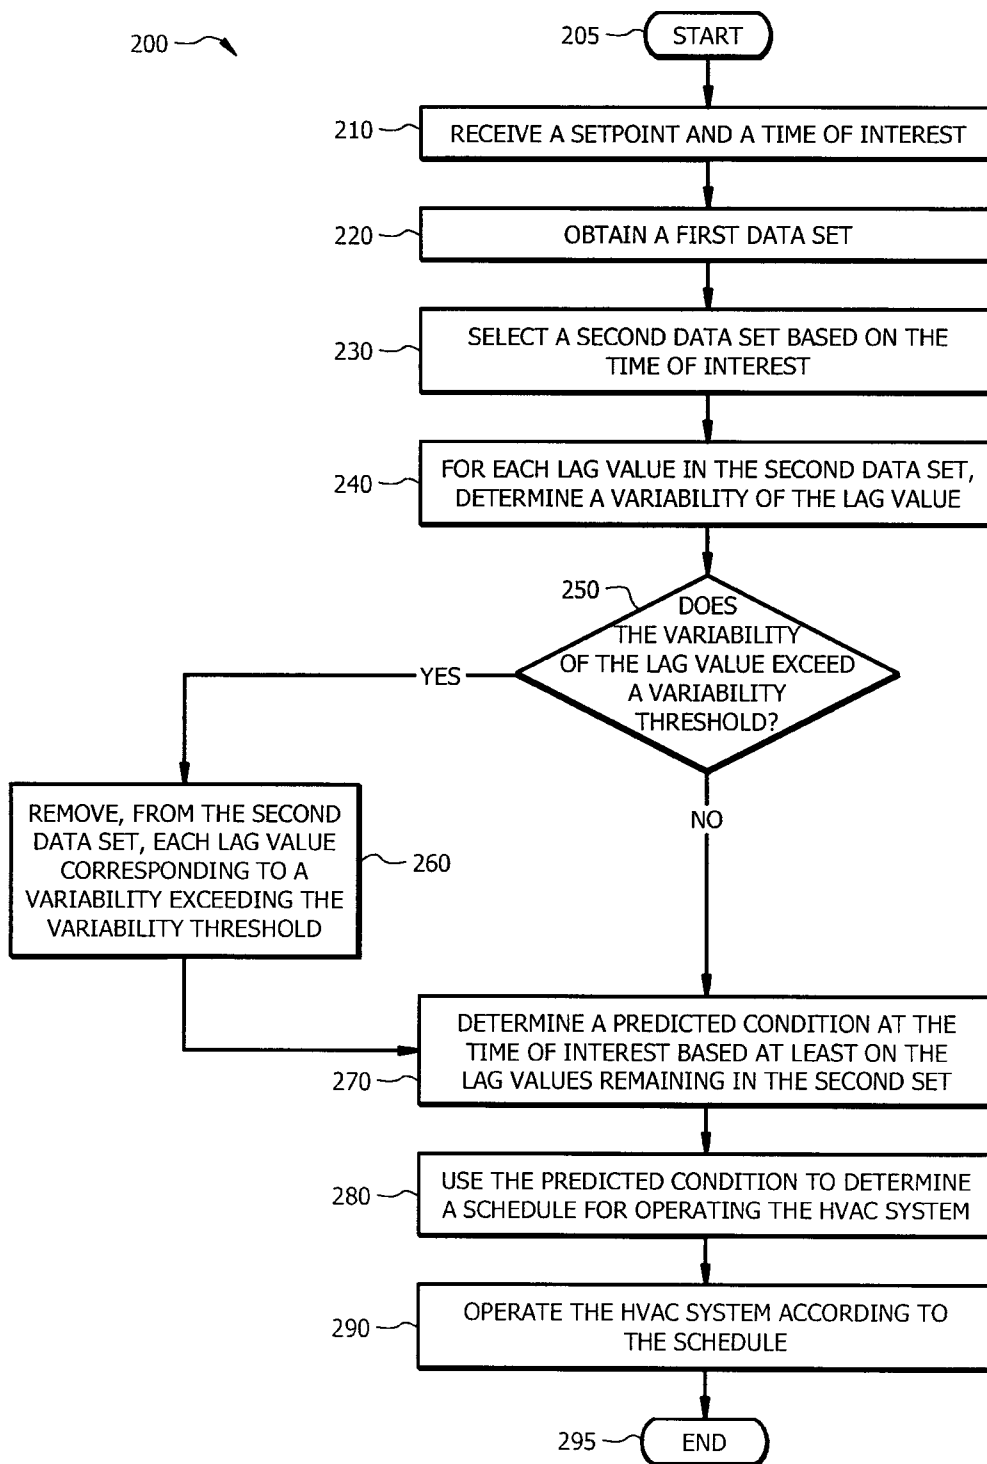 200
205
START
210
RECEIVE A SETPOINT AND A TIME OF INTEREST
220
OBTAIN A FIRST DATA SET
230
SELECT A SECOND DATA SET BASED ON THE
TIME OF INTEREST
240
FOR EACH LAG VALUE IN THE SECOND DATA SET,
DETERMINE A VARIABILITY OF THE LAG VALUE
250
DOES
THE VARIABILITY
OF THE LAG VALUE EXCEED
A VARIABILITY
THRESHOLD?
YES
NO
REMOVE, FROM THE SECOND
DATA SET, EACH LAG VALUE
CORRESPONDING TO A
VARIABILITY EXCEEDING THE
VARIABILITY THRESHOLD
260
270
DETERMINE A PREDICTED CONDITION AT THE
TIME OF INTEREST BASED AT LEAST ON THE
LAG VALUES REMAINING IN THE SECOND SET
280
USE THE PREDICTED CONDITION TO DETERMINE
A SCHEDULE FOR OPERATING THE HVAC SYSTEM
290
OPERATE THE HVAC SYSTEM ACCORDING TO
THE SCHEDULE
295
END